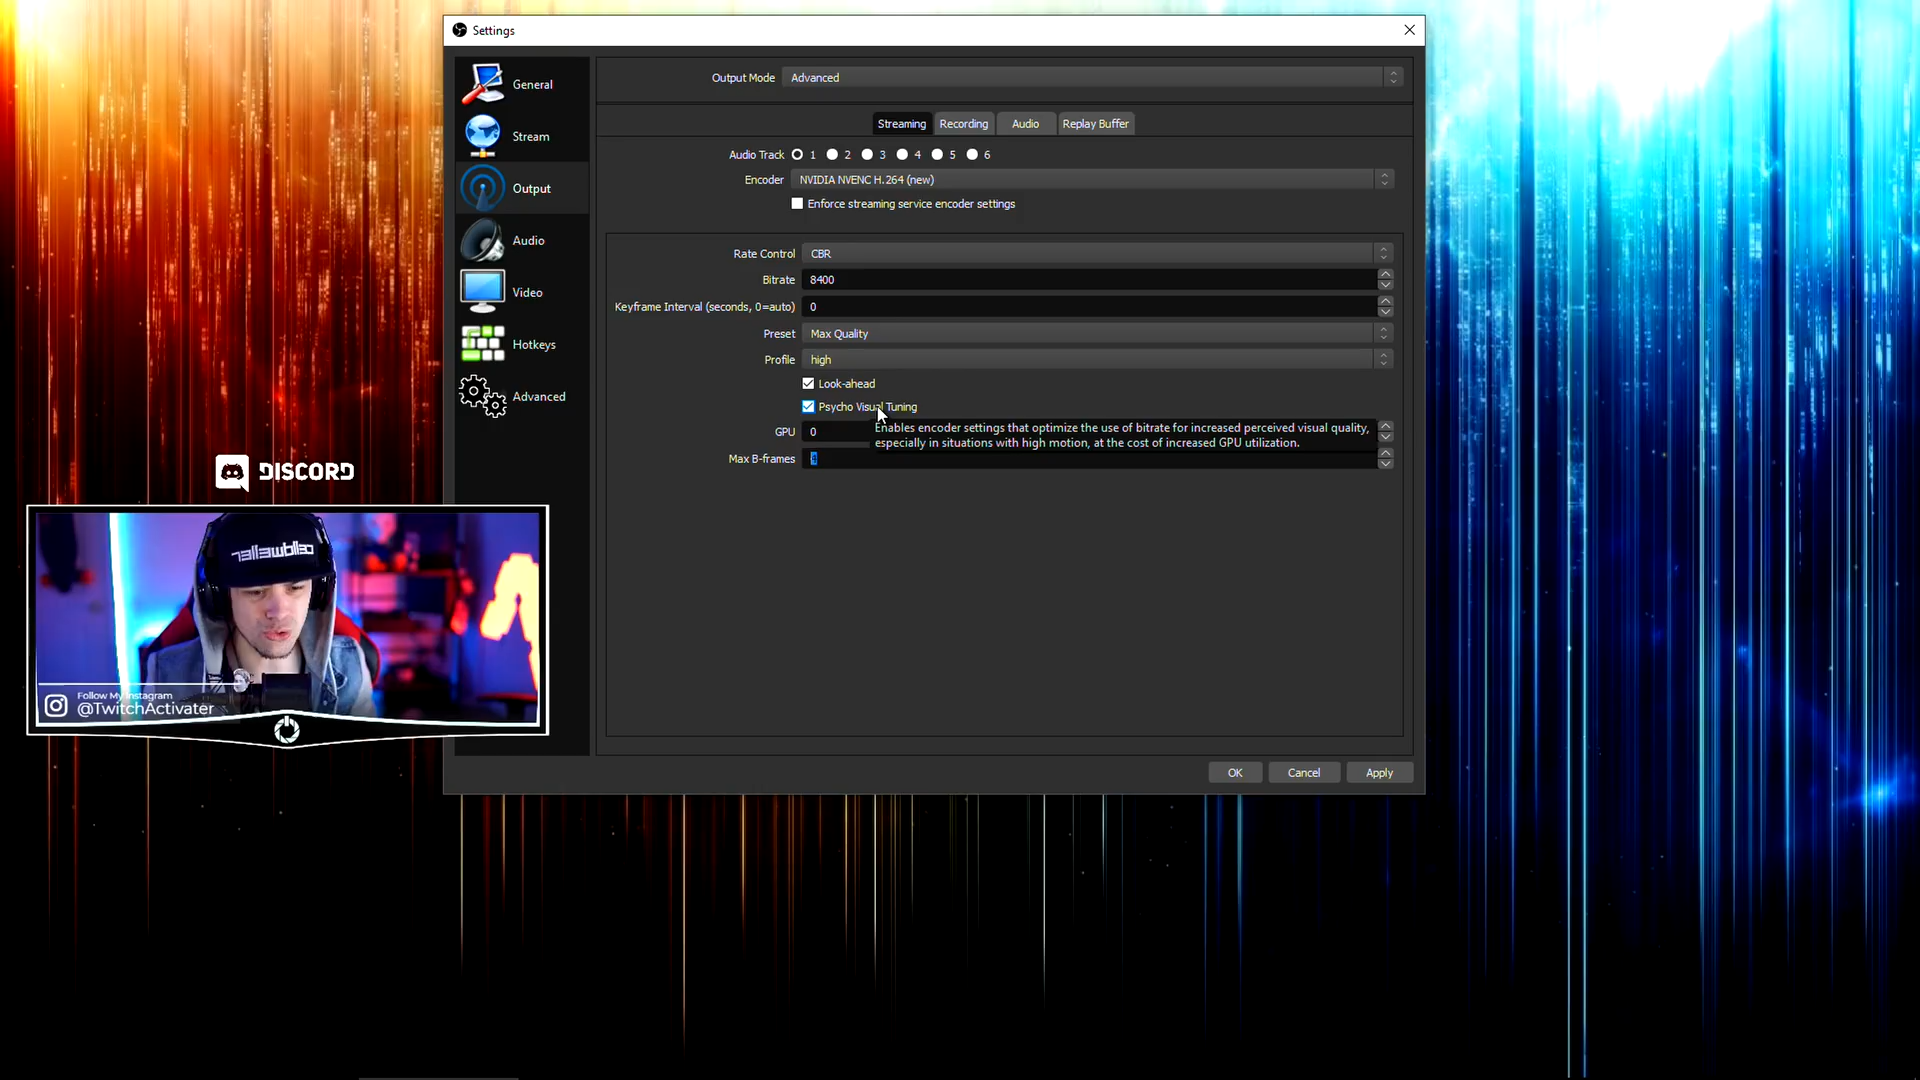 Settings
General
Stream
Output
Audio
Video
Hotkeys
Advanced
Output Mode Advanced
Streaming Recording Audio Replay Buffer
Audio Track 1 2 3 4 5 6
Encoder NVIDIA NVENC H.264 (new)
Enforce streaming service encoder settings
Rate Control CBR
Bitrate 8400
Keyframe Interval (seconds, 0=auto) 0
Preset Max Quality
Profile high
Look-ahead
Psycho Visual Tuning
GPU 0
Enables encoder settings that optimize the use of bitrate for increased perceived visual quality,
especially in situations with high motion, at the cost of increased GPU utilization.
Max B-frames
OK Cancel Apply
DISCORD
celldweller
Follow My Instagram
@TwitchActivater